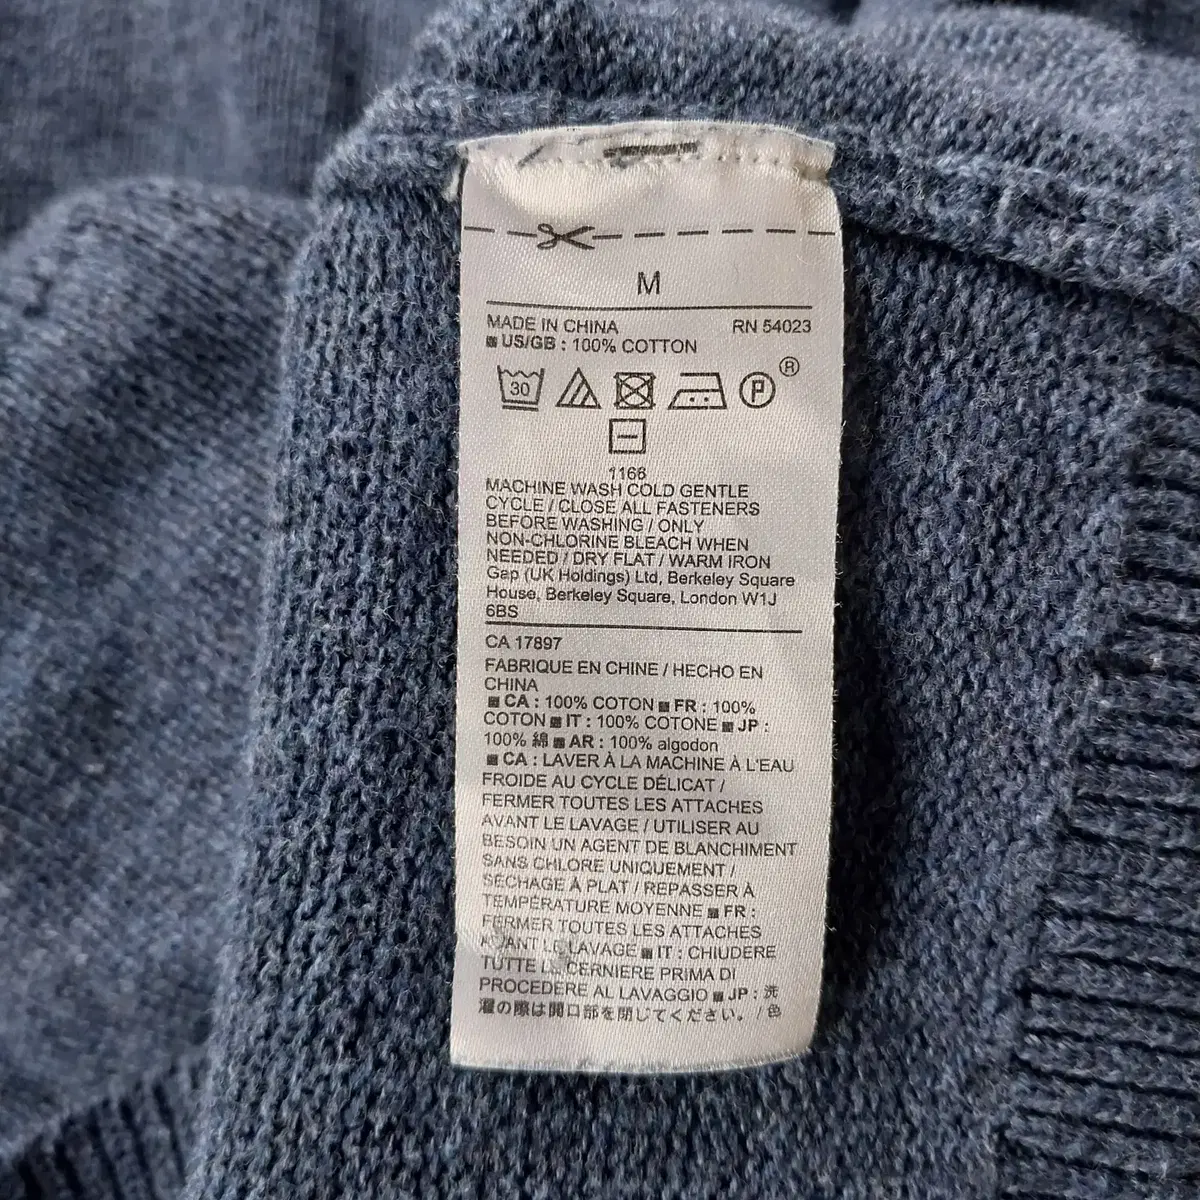 M
MADE IN CHINA RN 54023
US/GB : 100% COTTON
30 P ®
1166
MACHINE WASH COLD GENTLE
CYCLE / CLOSE ALL FASTENERS
BEFORE WASHING / ONLY
NON-CHLORINE BLEACH WHEN
NEEDED / DRY FLAT / WARM IRON
Gap (UK Holdings) Ltd, Berkeley Square
House, Berkeley Square, London W1J
6BS
CA 17897
FABRIQUE EN CHINE / HECHO EN
CHINA
■ CA : 100% COTON ■ FR : 100%
COTON ■ IT : 100% COTONE ■ JP :
100% 綿 ■ AR : 100% algodon
■ CA : LAVER À LA MACHINE À L'EAU
FROIDE AU CYCLE DÉLICAT /
FERMER TOUTES LES ATTACHES
AVANT LE LAVAGE / UTILISER AU
BESOIN UN AGENT DE BLANCHIMENT
SANS CHLORE UNIQUEMENT /
SÉCHAGE À PLAT / REPASSER À
TEMPÉRATURE MOYENNE ■ FR :
FERMER TOUTES LES ATTACHES
AVANT LE LAVAGE ■ IT : CHIUDERE
TUTTE LE CERNIERE PRIMA DI
PROCEDERE AL LAVAGGIO ■ JP : 洗
濯の際は開口部を閉じてください。 / 色